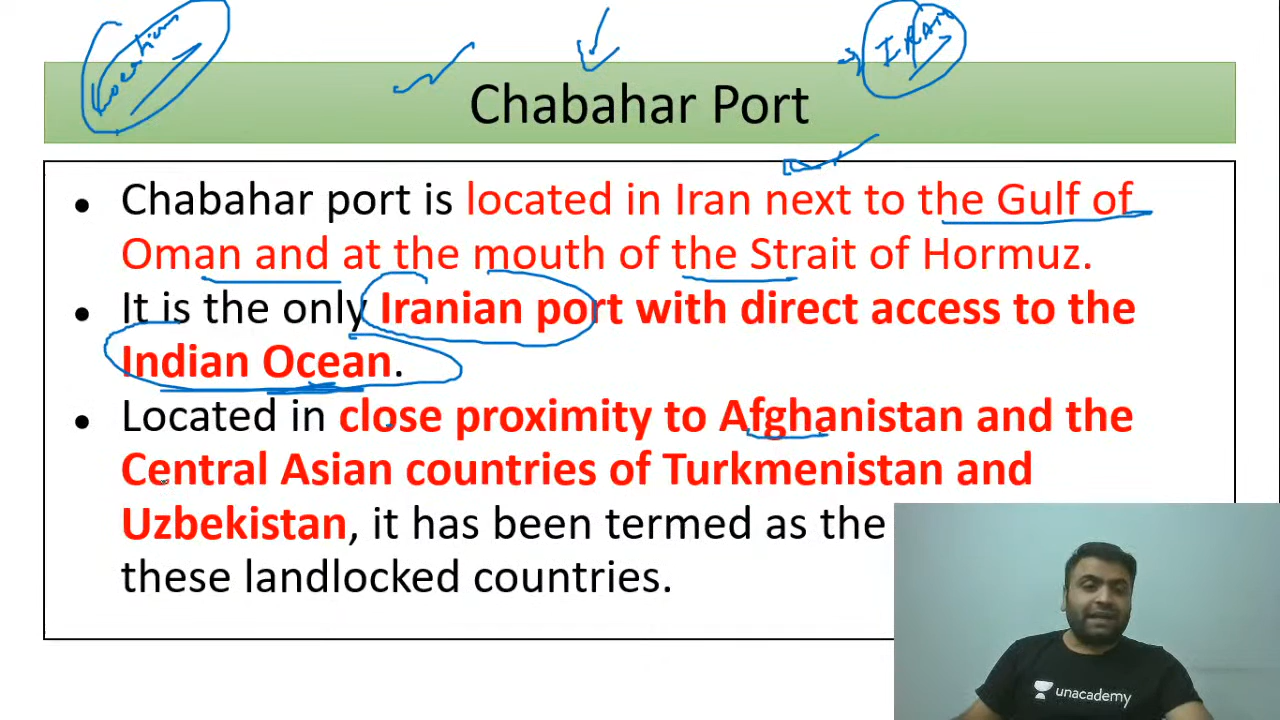 Location
IRAN
Chabahar Port
• Chabahar port is located in Iran next to the Gulf of
Oman and at the mouth of the Strait of Hormuz.
• It is the only Iranian port with direct access to the
Indian Ocean.
• Located in close proximity to Afghanistan and the
Central Asian countries of Turkmenistan and
Uzbekistan, it has been termed as the
these landlocked countries.
unacademy